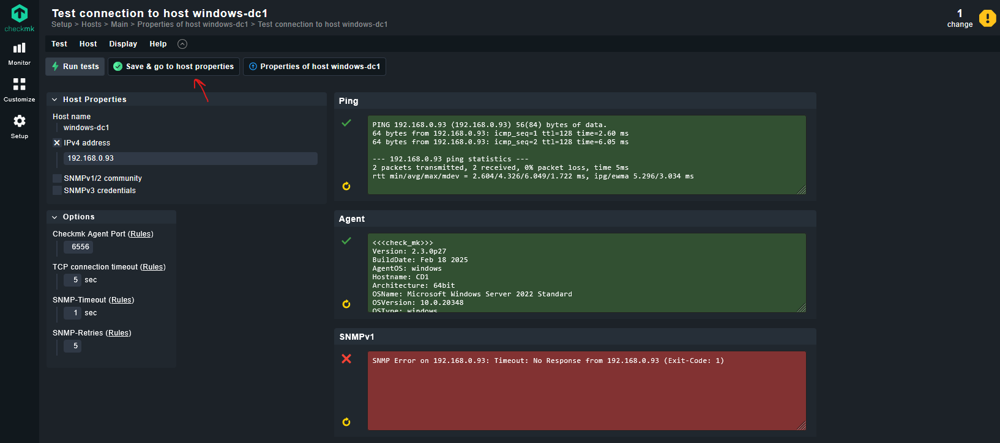 checkmk
Monitor
Customize
Setup
Test connection to host windows-dc1
Setup > Hosts > Main > Properties of host windows-dc1 > Test connection to host windows-dc1
1
change
Test Host Display Help
Run tests Save & go to host properties Properties of host windows-dc1
Host Properties
Host name
windows-dc1
IPv4 address
192.168.0.93
SNMPv1/2 community
SNMPv3 credentials
Options
Checkmk Agent Port (Rules)
6556
TCP connection timeout (Rules)
5 sec
SNMP-Timeout (Rules)
1 sec
SNMP-Retries (Rules)
5
Ping
PING 192.168.0.93 (192.168.0.93) 56(84) bytes of data.
64 bytes from 192.168.0.93: icmp_seq=1 ttl=128 time=2.60 ms
64 bytes from 192.168.0.93: icmp_seq=2 ttl=128 time=6.05 ms
--- 192.168.0.93 ping statistics ---
2 packets transmitted, 2 received, 0% packet loss, time 5ms
rtt min/avg/max/mdev = 2.604/4.326/6.049/1.722 ms, ipg/ewma 5.296/3.034 ms
Agent
<<<check_mk>>>
Version: 2.3.0p27
BuildDate: Feb 18 2025
AgentOS: windows
Hostname: CD1
Architecture: 64bit
OSName: Microsoft Windows Server 2022 Standard
OSVersion: 10.0.20348
OSType: windows
SNMPv1
SNMP Error on 192.168.0.93: Timeout: No Response from 192.168.0.93 (Exit-Code: 1)